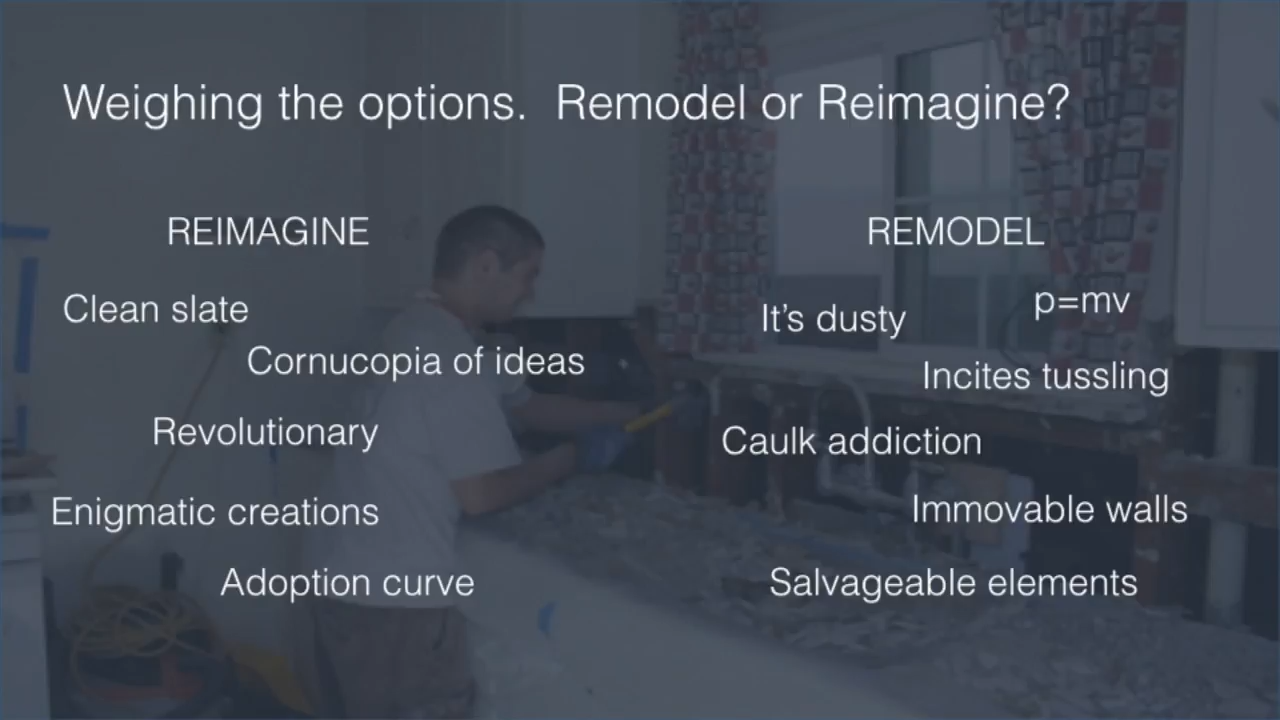 Weighing the options.  Remodel or Reimagine?
REIMAGINE
Clean slate
Cornucopia of ideas
Revolutionary
Enigmatic creations
Adoption curve
REMODEL
p=mv
It's dusty
Incites tussling
Caulk addiction
Immovable walls
Salvageable elements